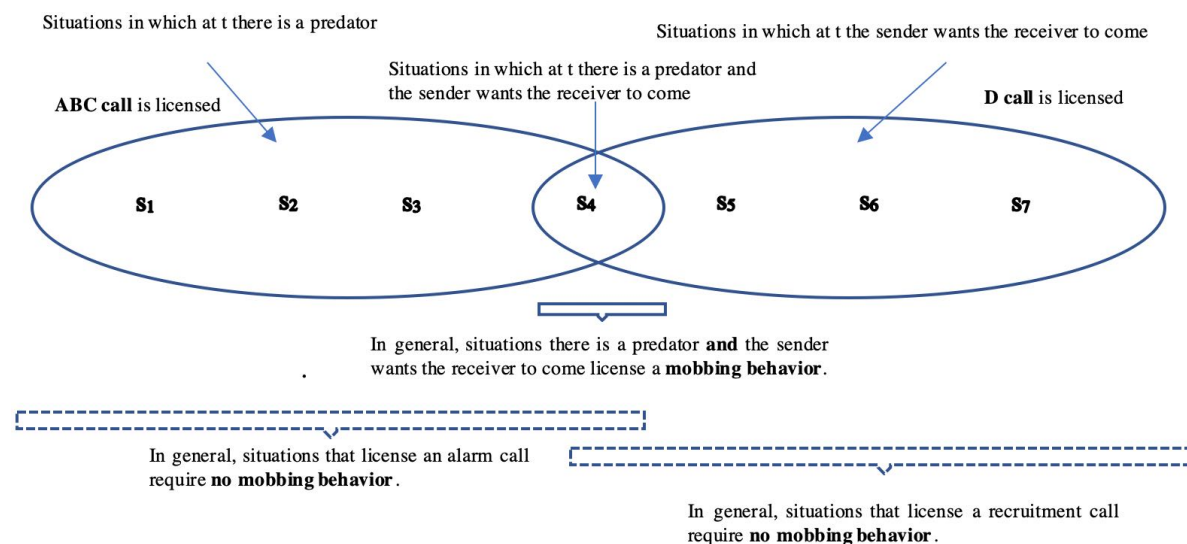 Situations in which at t there is a predator
Situations in which at t the sender wants the receiver to come
Situations in which at t there is a predator and
the sender wants the receiver to come
ABC call is licensed
D call is licensed
S1
S2
S3
S4
S5
S6
S7
In general, situations there is a predator and the sender
wants the receiver to come license a mobbing behavior.
.
In general, situations that license an alarm call
require no mobbing behavior.
In general, situations that license a recruitment call
require no mobbing behavior.